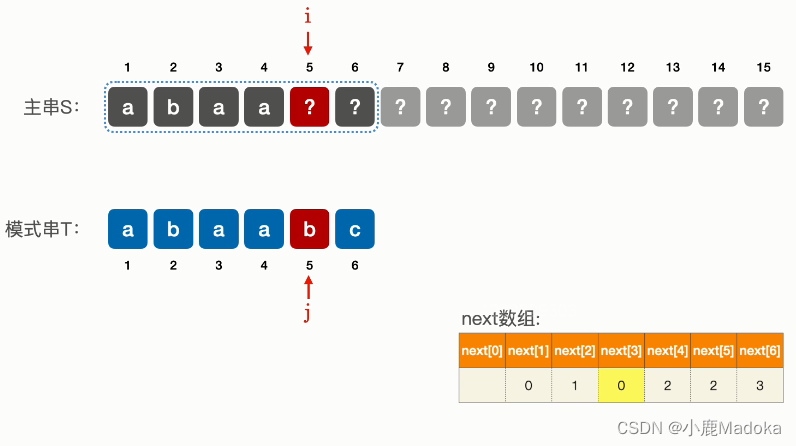 i
1 2 3 4 5 6 7 8 9 10 11 12 13 14 15
主串S: a b a a ? ? ? ? ? ? ? ? ? ? ?
模式串T: a b a a b c
1 2 3 4 5 6
j
next数组:
next[0] next[1] next[2] next[3] next[4] next[5] next[6]
0 1 0 2 2 3
CSDN @小鹿Madoka